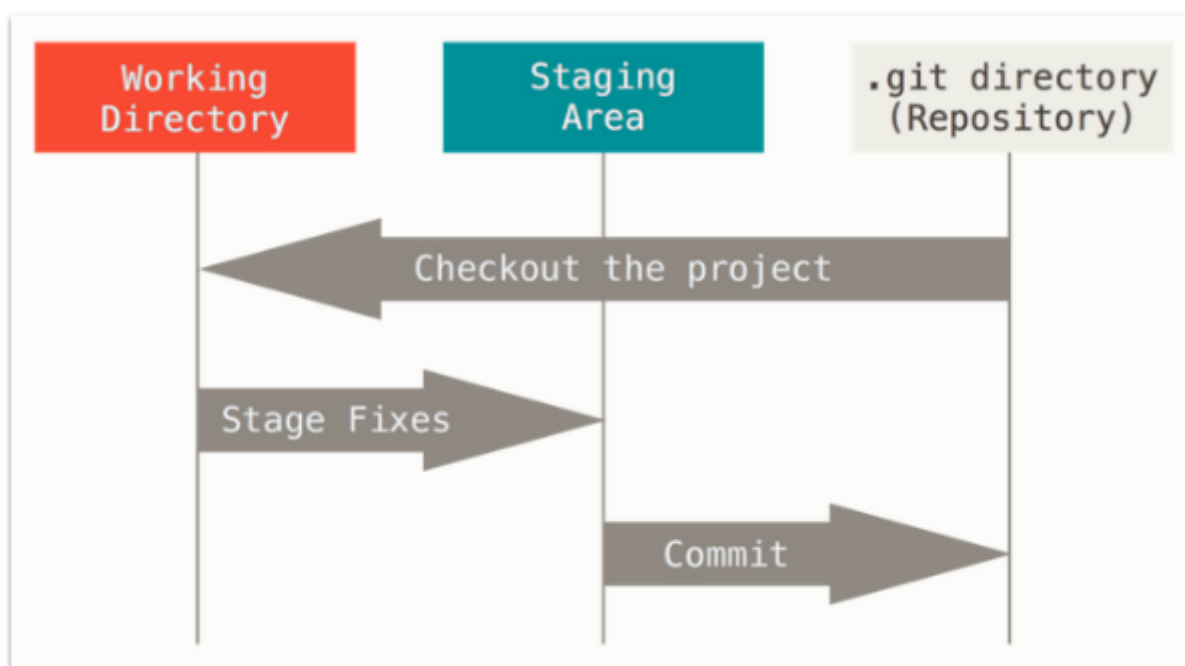 Working
Directory
Staging
Area
.git directory
(Repository)
Checkout the project
Stage Fixes
Commit